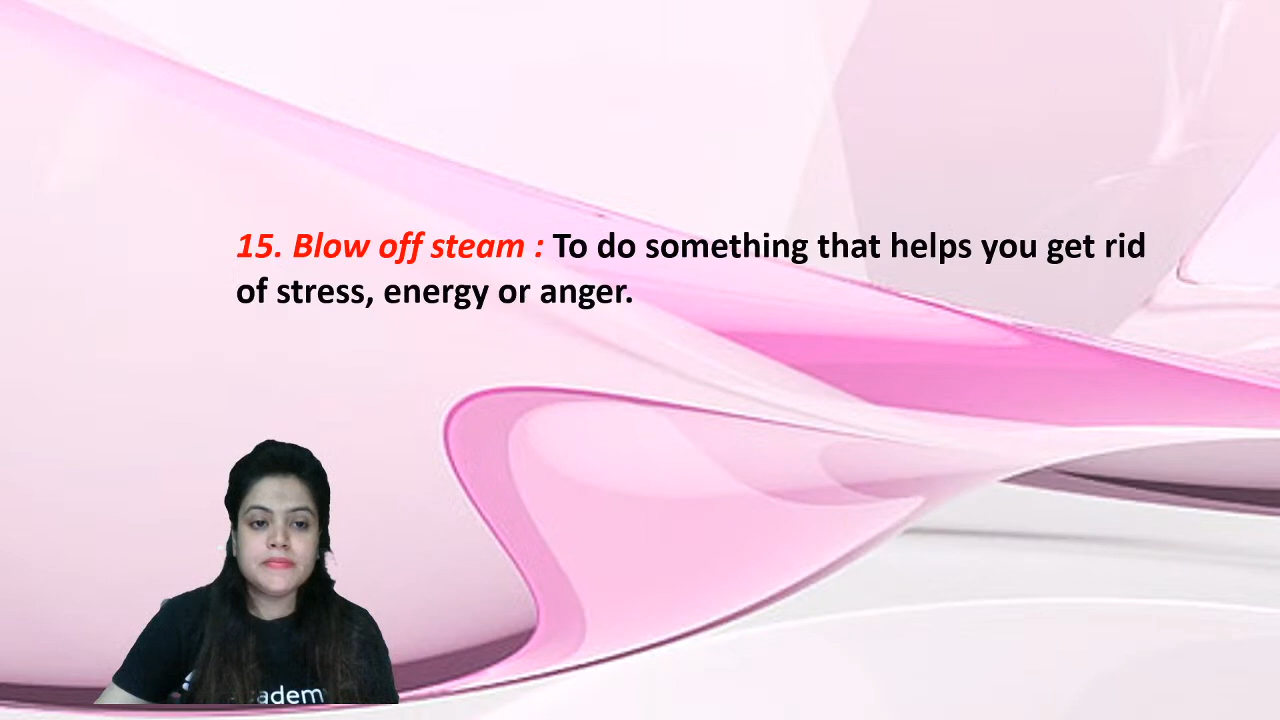 15. Blow off steam : To do something that helps you get rid
of stress, energy or anger.